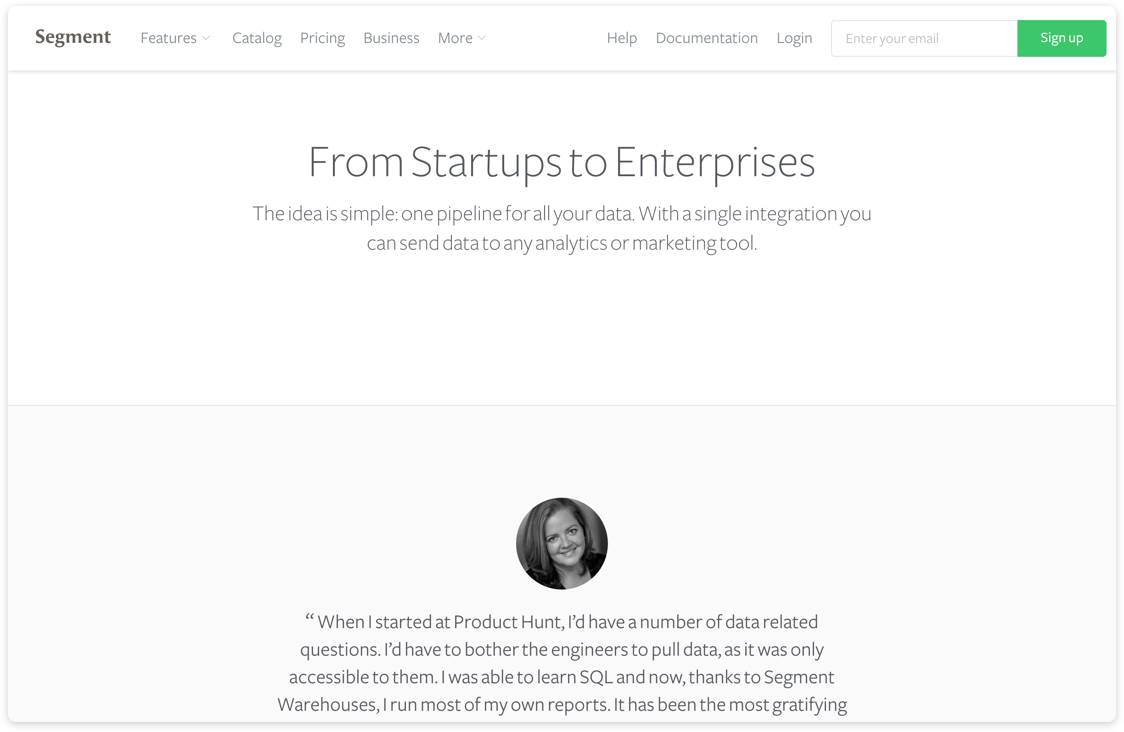 Segment Features Catalog Pricing Business More Help Documentation Login Enter your email Sign up
From Startups to Enterprises
The idea is simple: one pipeline for all your data. With a single integration you
can send data to any analytics or marketing tool.
“ When I started at Product Hunt, I’d have a number of data related
questions. I’d have to bother the engineers to pull data, as it was only
accessible to them. I was able to learn SQL and now, thanks to Segment
Warehouses, I run most of my own reports. It has been the most gratifying